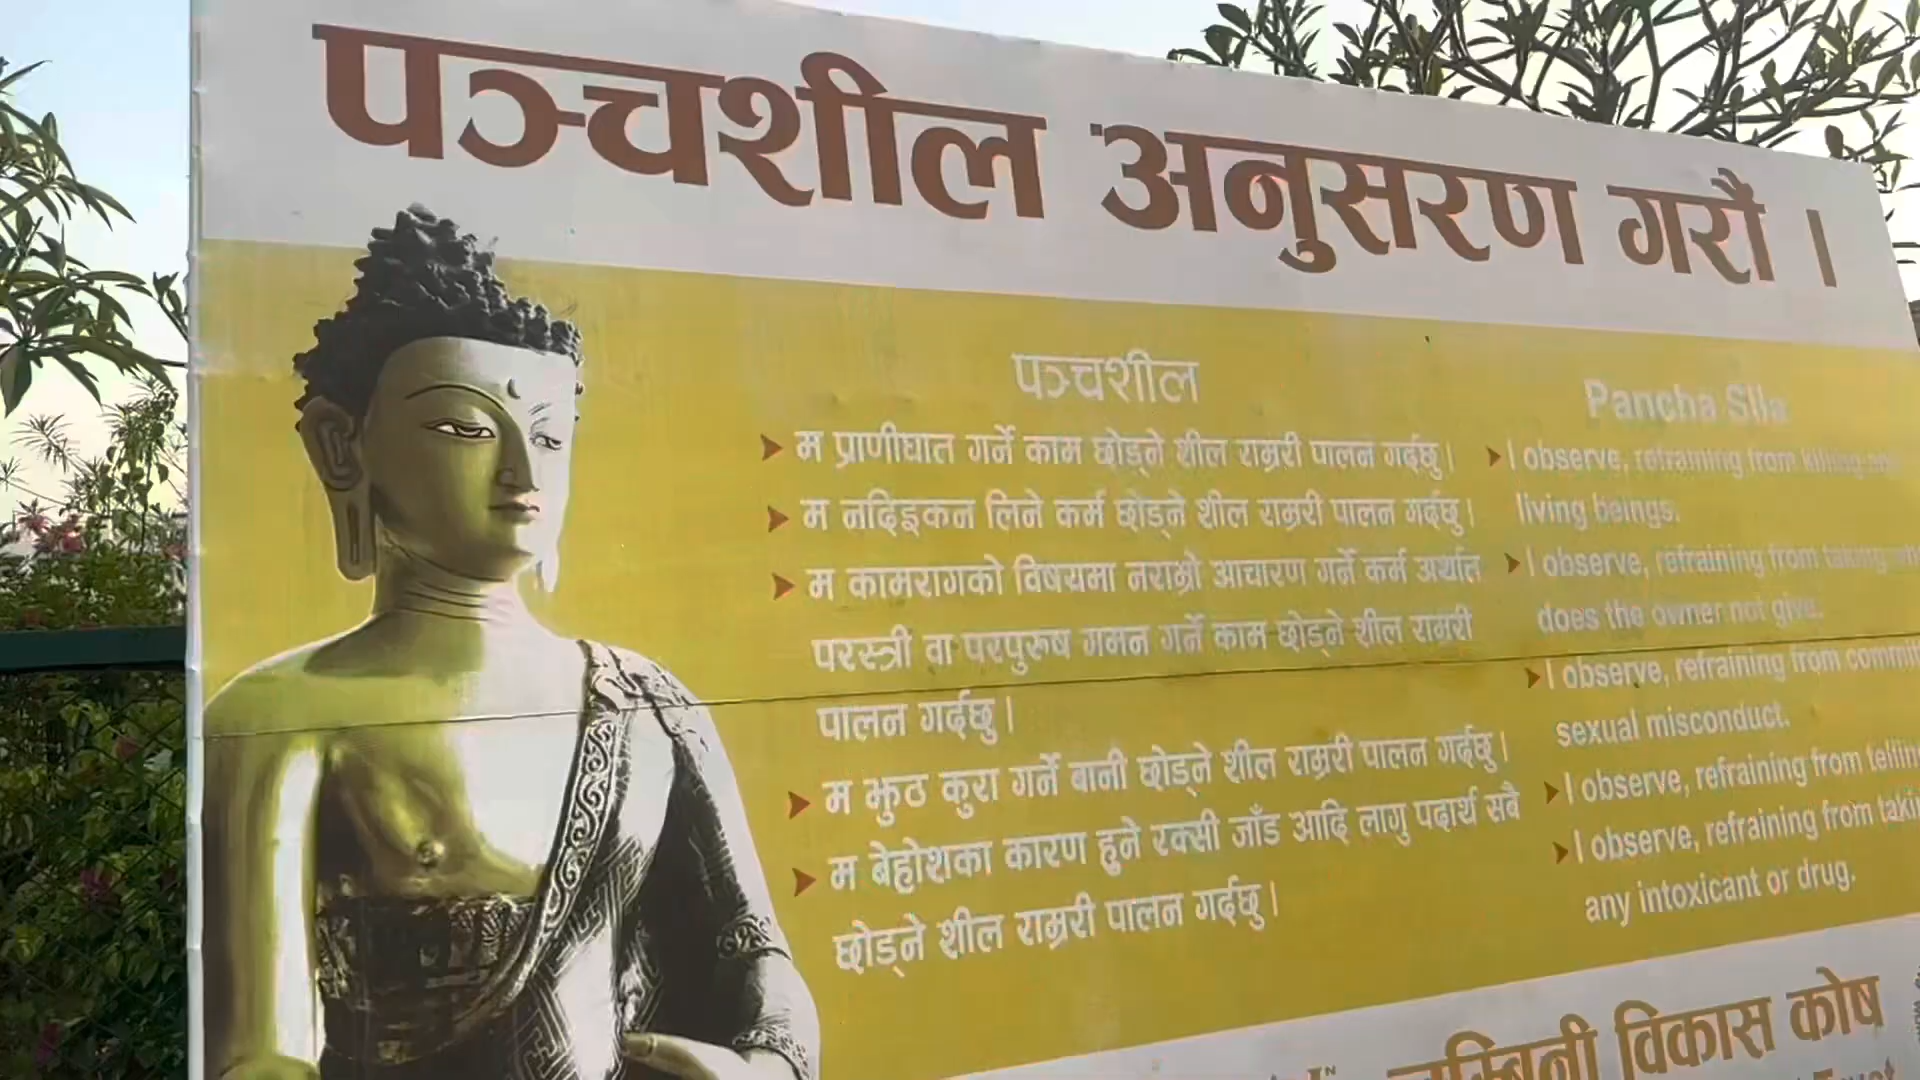 पञ्चशील अनुसरण गरौं ।
पञ्चशील
म प्राणीघात गर्ने काम छोड्ने शील राम्ररी पालन गर्दछु।
म नदिइकन लिने कर्म छोड्ने शील राम्ररी पालन गर्दछु।
म कामरागको विषयमा नराम्रो आचारण गर्ने कर्म अर्थात
परस्त्री वा परपुरुष गमन गर्ने काम छोड्ने शील राम्ररी
पालन गर्दछु।
म झुठ कुरा गर्ने बानी छोड्ने शील राम्ररी पालन गर्दछु।
म बेहोशका कारण हुने रक्सी जाँड आदि लागु पदार्थ सबै
छोड्ने शील राम्ररी पालन गर्दछु।
Pancha Sila
I observe, refraining from killing
living beings.
I observe, refraining from taking
does the owner not give.
I observe, refraining from
sexual misconduct.
I observe, refraining from
I observe, refraining from
any intoxicant or drug.
विकास कोष